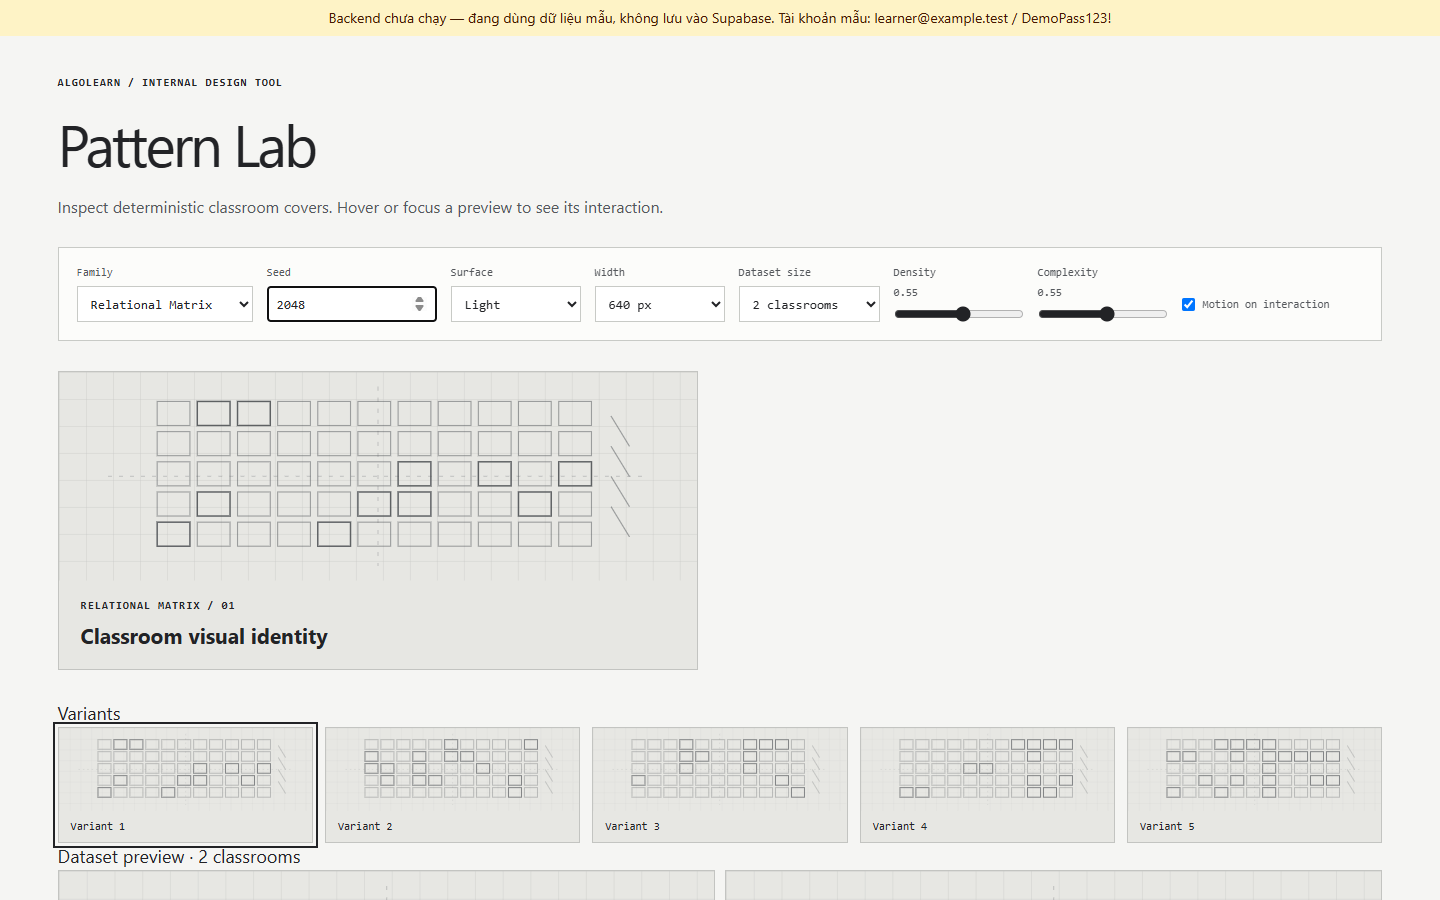 Backend chưa chạy — đang dùng dữ liệu mẫu, không lưu vào Supabase. Tài khoản mẫu: learner@example.test / DemoPass123!
ALGOLEARN / INTERNAL DESIGN TOOL
Pattern Lab
Inspect deterministic classroom covers. Hover or focus a preview to see its interaction.
Family
Relational Matrix
Seed
2048
Surface
Light
Width
640 px
Dataset size
2 classrooms
Density
0.55
Complexity
0.55
Motion on interaction
RELATIONAL MATRIX / 01
Classroom visual identity
Variants
Variant 1
Variant 2
Variant 3
Variant 4
Variant 5
Dataset preview · 2 classrooms